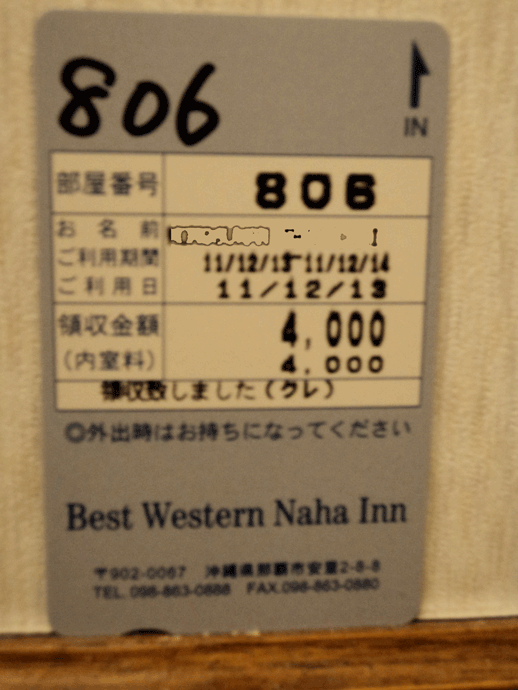 806
IN
部屋番号 806
お名前
ご利用期間 11/12/13-11/12/14
ご利用日 11/12/13
領収金額 4,000
(内室料) 4,000
領収致しました(クレ)
◎外出時はお持ちになってください
Best Western Naha Inn
〒902-0067 沖縄県那覇市安里2-8-8
TEL.098-863-0888 FAX.098-863-0880